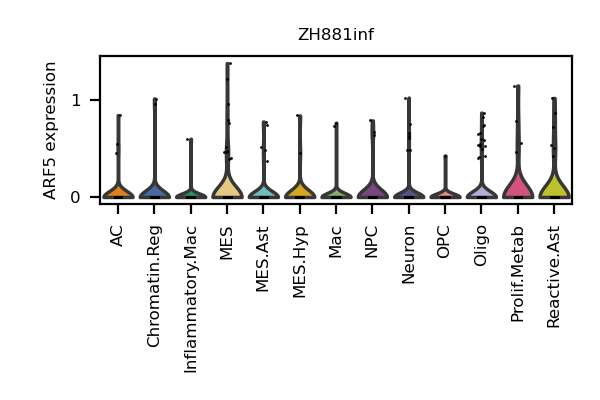 ZH881inf
ARF5 expression
1
0
AC
Chromatin.Reg
Inflammatory.Mac
MES
MES.Ast
MES.Hyp
Mac
NPC
Neuron
OPC
Oligo
Prolif.Metab
Reactive.Ast